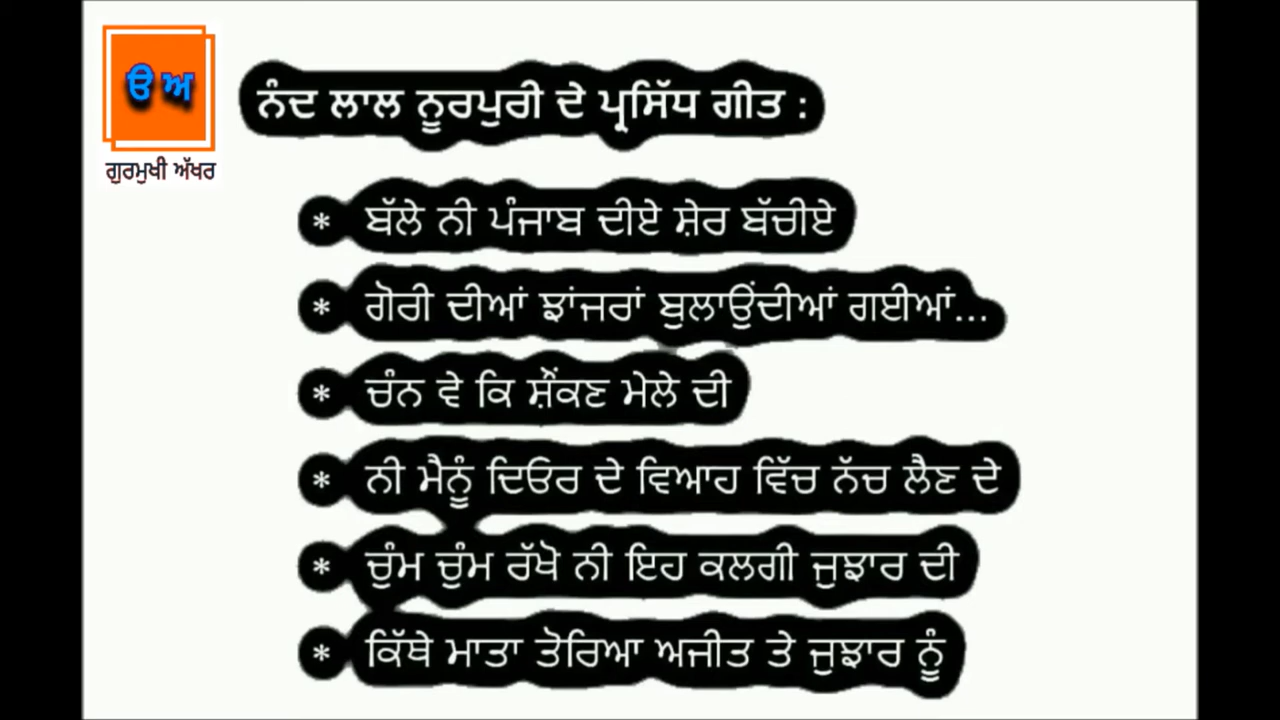 ੳ ਅ
ਗੁਰਮੁਖੀ ਅੱਖਰ
ਨੰਦ ਲਾਲ ਨੂਰਪੁਰੀ ਦੇ ਪ੍ਰਸਿੱਧ ਗੀਤ :
* ਬੱਲੇ ਨੀ ਪੰਜਾਬ ਦੀਏ ਸ਼ੇਰ ਬੱਚੀਏ
* ਗੋਰੀ ਦੀਆਂ ਝਾਂਜਰਾਂ ਬੁਲਾਉਂਦੀਆਂ ਗਈਆਂ...
* ਚੰਨ ਵੇ ਕਿ ਸ਼ੌਂਕਣ ਮੇਲੇ ਦੀ
* ਨੀ ਮੈਨੂੰ ਦਿਓਰ ਦੇ ਵਿਆਹ ਵਿੱਚ ਨੱਚ ਲੈਣ ਦੇ
* ਚੁੰਮ ਚੁੰਮ ਰੱਖੋ ਨੀ ਇਹ ਕਲਗੀ ਜੁਝਾਰ ਦੀ
* ਕਿੱਥੇ ਮਾਤਾ ਤੋਰਿਆ ਅਜੀਤ ਤੇ ਜੁਝਾਰ ਨੂੰ